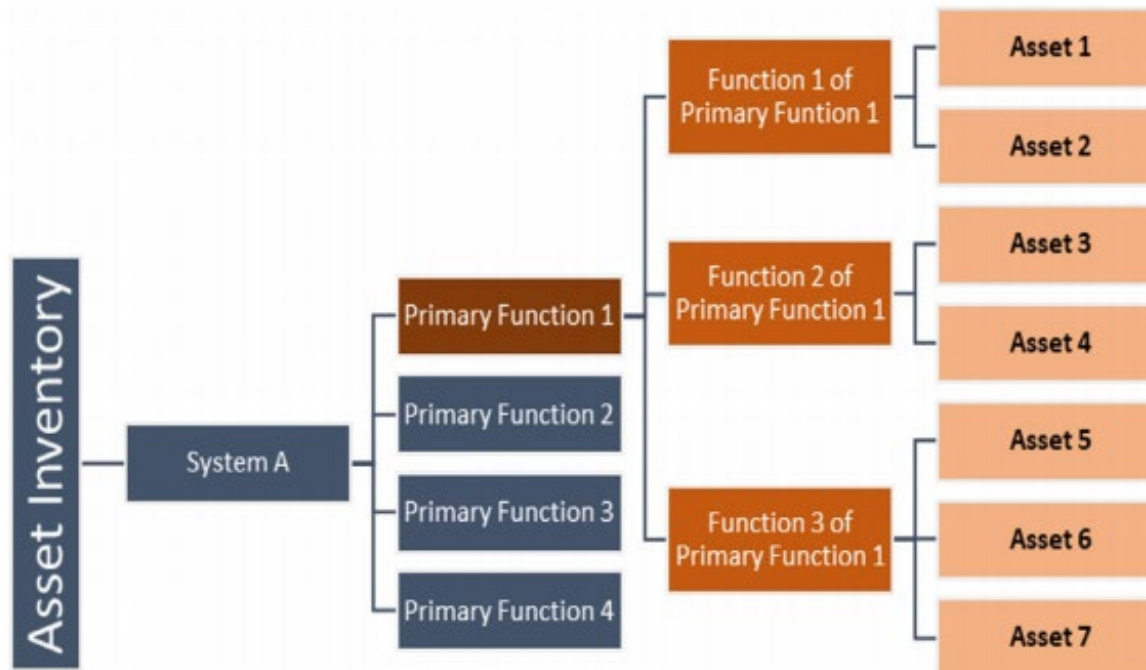 Asset Inventory
System A
Primary Function 1
Primary Function 2
Primary Function 3
Primary Function 4
Function 1 of
Primary Funtion 1
Function 2 of
Primary Function 1
Function 3 of
Primary Function 1
Asset 1
Asset 2
Asset 3
Asset 4
Asset 5
Asset 6
Asset 7